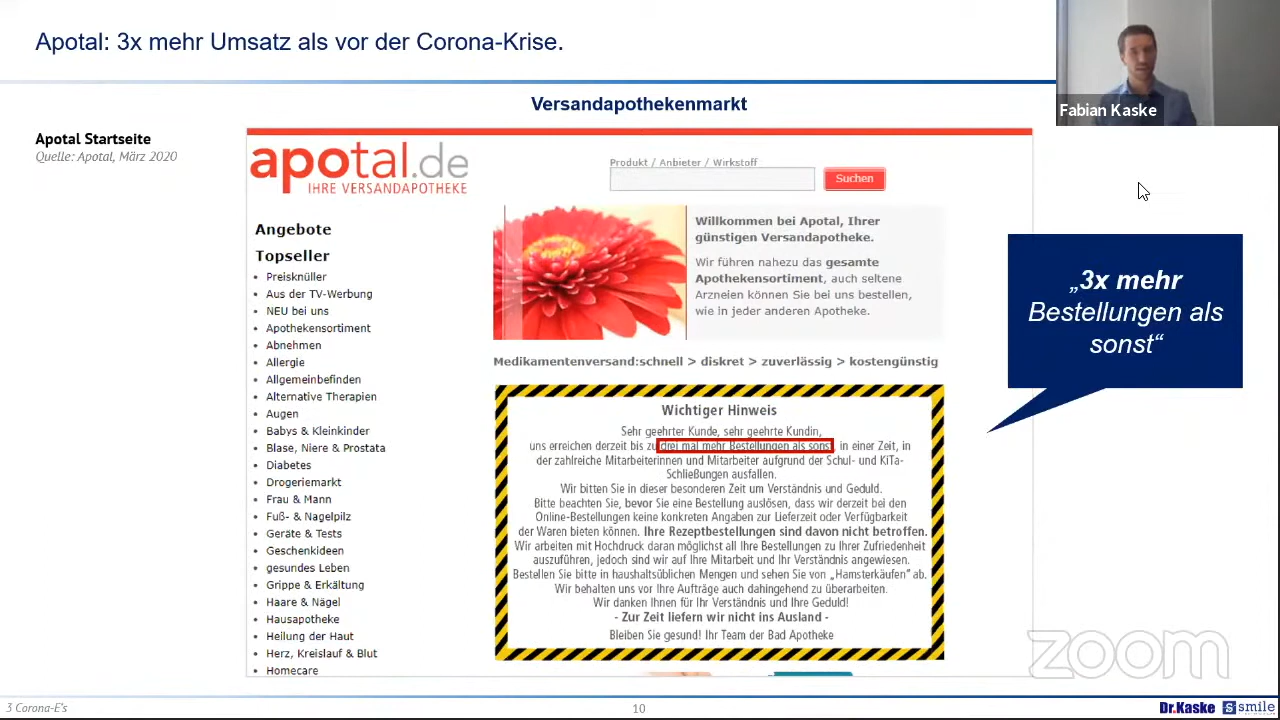 Apotal: 3x mehr Umsatz als vor der Corona-Krise.
Fabian Kaske
Versandapothekenmarkt
Apotal Startseite
Quelle: Apotal, März 2020
apotal.de
IHRE VERSANDAPOTHEKE
Produkt / Anbieter / Wirkstoff
Suchen
Angebote
Topseller
• Preisknüller
• Aus der TV-Werbung
• NEU bei uns
• Apothekensortiment
• Abnehmen
• Allergie
• Allgemeinbefinden
• Alternative Therapien
• Augen
• Babys & Kleinkinder
• Blase, Niere & Prostata
• Diabetes
• Drogeriemarkt
• Frau & Mann
• Fuß- & Nagelpilz
• Geräte & Tests
• Geschenkideen
• gesundes Leben
• Grippe & Erkältung
• Haare & Nägel
• Hausapotheke
• Heilung der Haut
• Herz, Kreislauf & Blut
• Homecare
Willkommen bei Apotal, Ihrer
günstigen Versandapotheke.
Wir führen nahezu das gesamte
Apothekensortiment, auch seltene
Arzneien können Sie bei uns bestellen,
wie in jeder anderen Apotheke.
Medikamentenversand:schnell > diskret > zuverlässig > kostengünstig
Wichtiger Hinweis
Sehr geehrter Kunde, sehr geehrte Kundin,
uns erreichen derzeit bis zu drei mal mehr Bestellungen als sonst, in einer Zeit, in
der zahlreiche Mitarbeiterinnen und Mitarbeiter aufgrund der Schul- und KiTa-
Schließungen ausfallen.
Wir bitten Sie in dieser besonderen Zeit um Verständnis und Geduld.
Bitte beachten Sie, bevor Sie eine Bestellung auslösen, dass wir derzeit bei den
Online-Bestellungen keine konkreten Angaben zur Lieferzeit oder Verfügbarkeit
der Waren bieten können. Ihre Rezeptbestellungen sind davon nicht betroffen.
Wir arbeiten mit Hochdruck daran möglichst all Ihre Bestellungen zu Ihrer Zufriedenheit
auszuführen, jedoch sind wir auf Ihre Mitarbeit und Ihr Verständnis angewiesen.
Bestellen Sie bitte in haushaltsüblichen Mengen und sehen Sie von „Hamsterkäufen" ab.
Wir behalten uns vor Ihre Aufträge auch dahingehend zu überarbeiten.
Wir danken Ihnen für Ihr Verständnis und Ihre Geduld!
- Zur Zeit liefern wir nicht ins Ausland -
Bleiben Sie gesund! Ihr Team der Bad Apotheke
„3x mehr
Bestellungen als
sonst“
zoom
3 Corona-E's
10
Dr.Kaske
smile